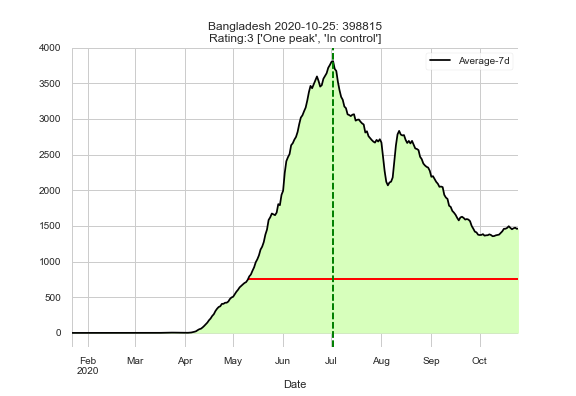 Bangladesh 2020-10-25: 398815
Rating:3 ['One peak', 'In control']
4000
3500
3000
2500
2000
1500
1000
500
0
Average-7d
Feb Mar Apr May Jun Jul Aug Sep Oct
2020
Date